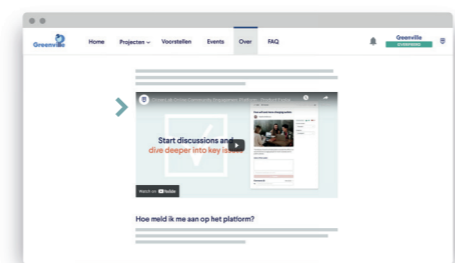 Greenville
Home
Projecten
Voorstellen
Events
Over
FAQ
Greenville
Start discussions and
dive deeper into key issues
Watch on YouTube
Hoe meld ik me aan op het platform?